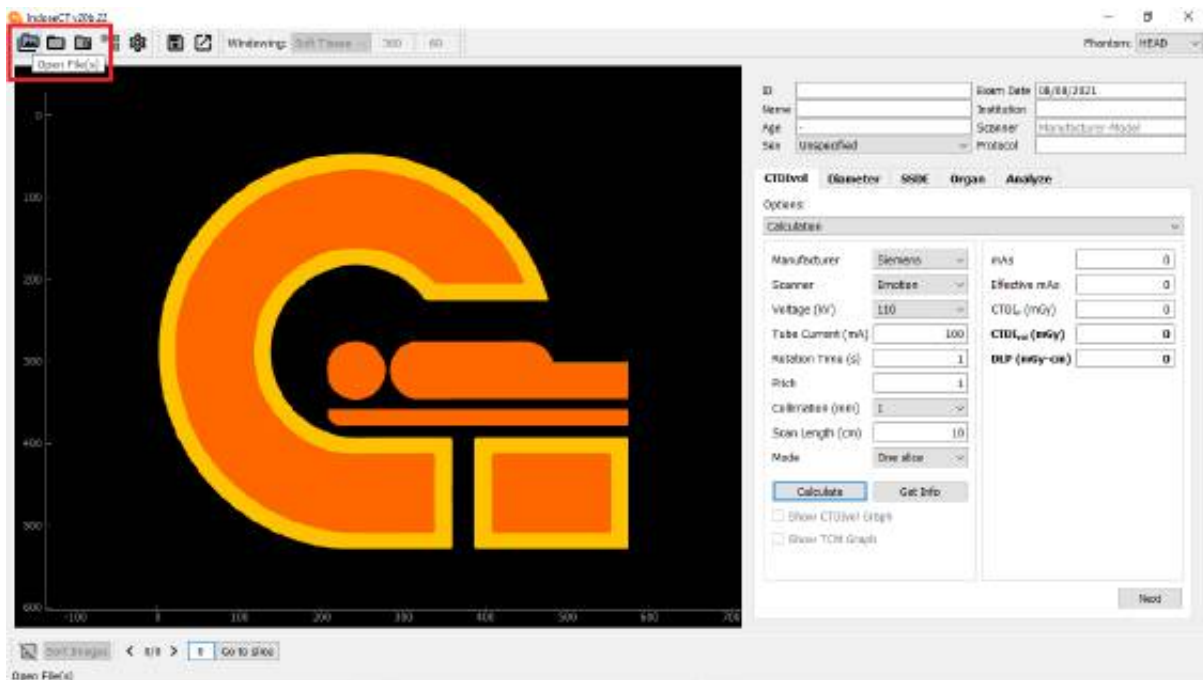 IndoseCT v20b.22
Windowing: Soft Tissue 360 60
Phantom: HEAD
Open File(s)
ID Exam Date 08/08/2021
Name Institution
Age - Scanner Manufacturer-Model
Sex Unspecified Protocol
CTDIvol Diameter SSDE Organ Analyze
Options:
Calculation
Manufacturer Siemens mAs 0
Scanner Emotion Effective mAs 0
Voltage (kV) 110 (mGy) 0
Tube Current (mA) 100 CTDIvol (mGy) 0
Rotation Time (s) 1 DLP (mGy-cm) 0
Pitch 1
Collimation (mm) 1
Scan Length (cm) 10
Mode One slice
Calculate Get Info
Show CTDIvol Graph
Show TCM Graph
Next
0
100
200
300
400
500
600
-100 0 100 200 300 400 500 600 700
Sort Images < 0/0 > 0 Go to slice
Open File(s)